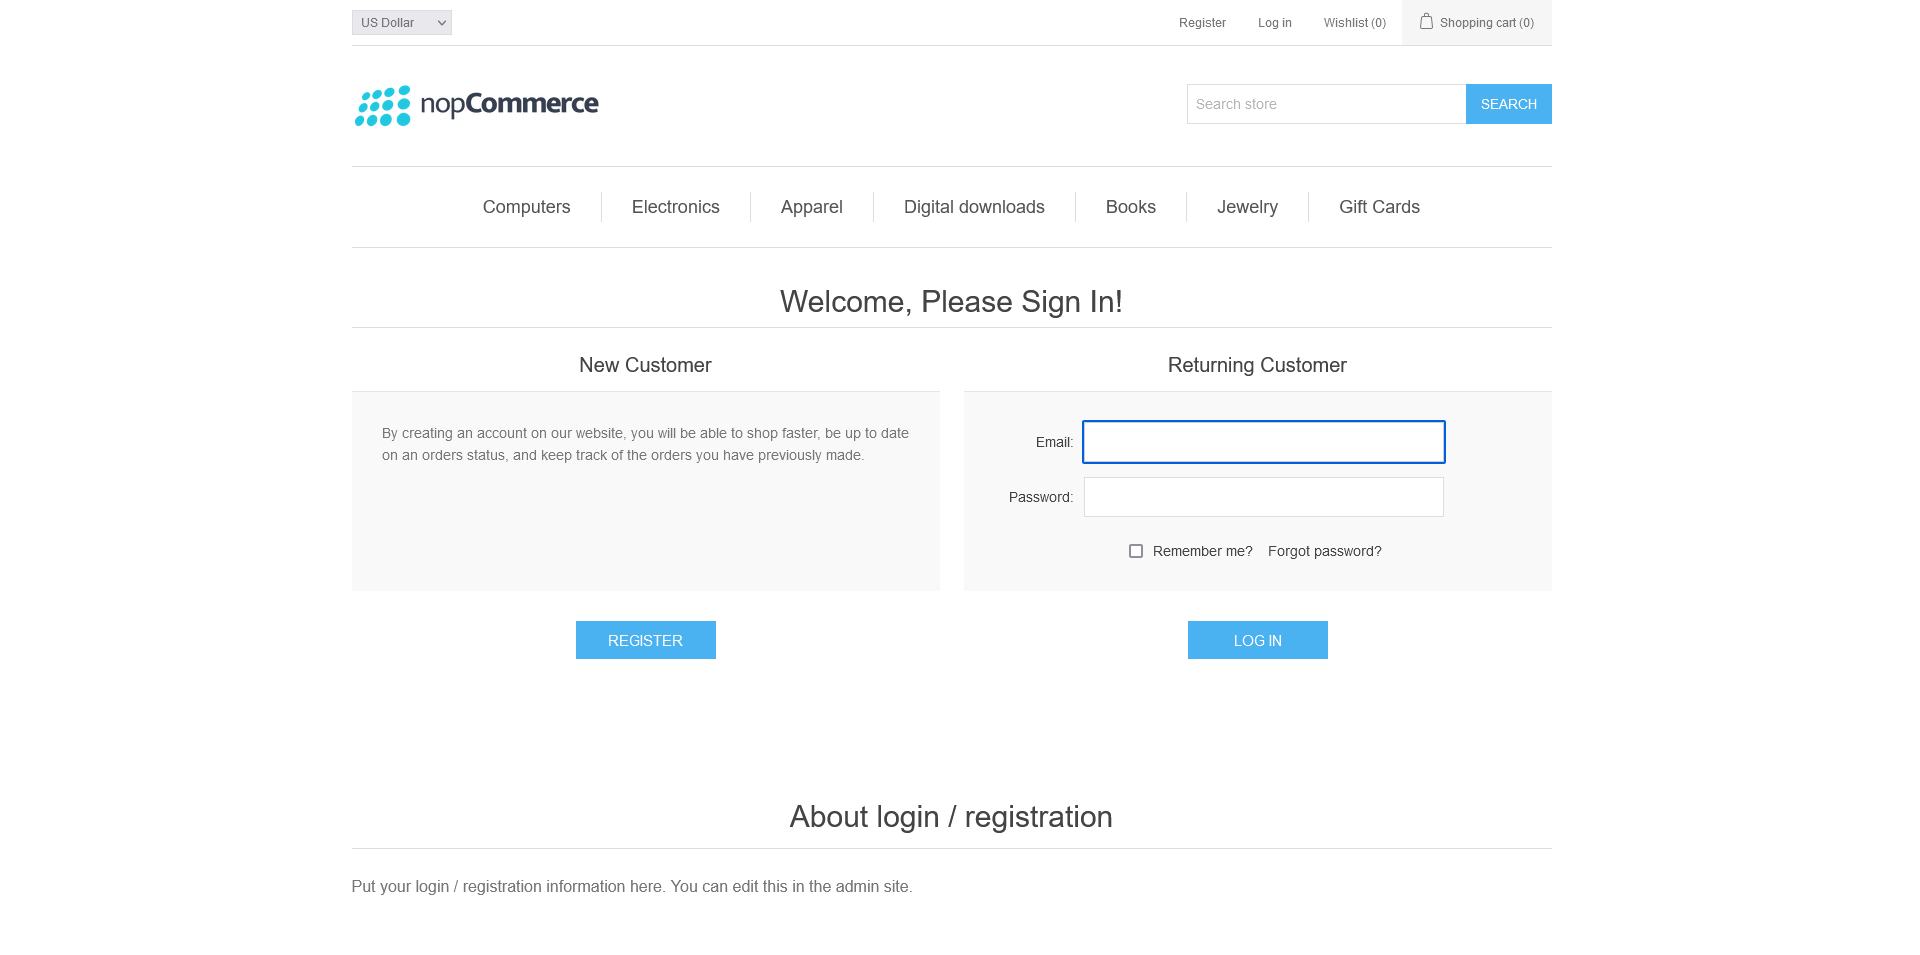 US Dollar
Register
Log in
Wishlist (0)
Shopping cart (0)
nopCommerce
Search store
SEARCH
Computers
Electronics
Apparel
Digital downloads
Books
Jewelry
Gift Cards
Welcome, Please Sign In!
New Customer
By creating an account on our website, you will be able to shop faster, be up to date
on an orders status, and keep track of the orders you have previously made.
REGISTER
Returning Customer
Email:
Password:
Remember me?
Forgot password?
LOG IN
About login / registration
Put your login / registration information here. You can edit this in the admin site.